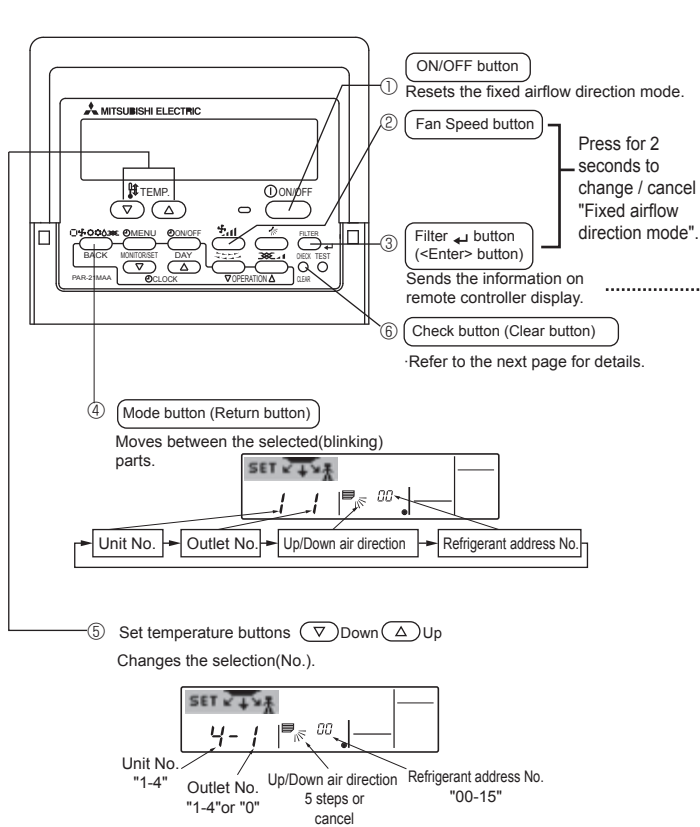 ON/OFF button
① Resets the fixed airflow direction mode.
② Fan Speed button
Press for 2
seconds to
change / cancel
"Fixed airflow
direction mode".
③ Filter ↵ button
(<Enter> button)
Sends the information on
remote controller display.
⑥ Check button (Clear button)
·Refer to the next page for details.
MITSUBISHI ELECTRIC
TEMP.
ON/OFF
MENU ON/OFF FILTER
BACK MONITOR/SET DAY CHECK TEST
PAR-21MAA CLOCK ▽OPERATION△ CLEAR
④ Mode button (Return button)
Moves between the selected(blinking)
parts.
SET
1 1 00
Unit No. Outlet No. Up/Down air direction Refrigerant address No.
⑤ Set temperature buttons ▽ Down △ Up
Changes the selection(No.).
SET
4- 1 00
Unit No.
"1-4"
Outlet No.
"1-4"or "0"
Up/Down air direction
5 steps or
cancel
Refrigerant address No.
"00-15"